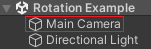 Rotation Example
Main Camera
Directional Light